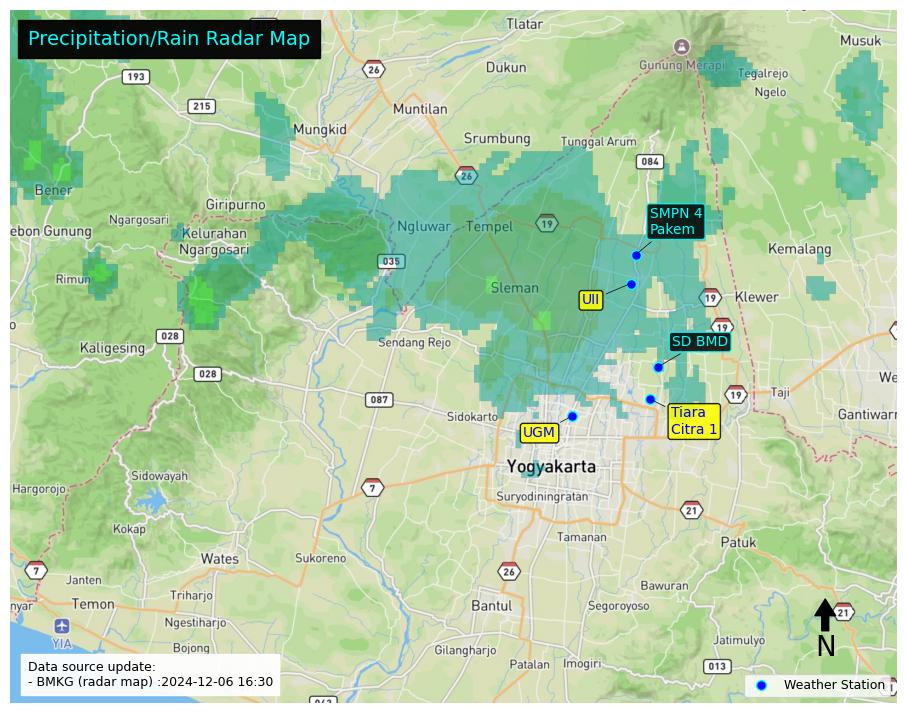 Precipitation/Rain Radar Map
Tlatar
Musuk
Gunung Merapi
Dukun
Tegalrejo
26
193
Ngelo
215
Muntilan
Mungkid
Srumbung
Tunggal Arum
084
26
Bener
Giripurno
SMPN 4
Pakem
Ngargosari
Ngluwar
Tempel
19
ebon Gunung
Kelurahan
Ngargosari
Kemalang
035
Rimun
Sleman
UII
19
Klewer
19
028
Sendang Rejo
SD BMD
Kaligesing
028
We
087
19
Taji
Sidokarto
Tiara
Citra 1
Gantiwarn
UGM
Yogyakarta
Sidowayah
7
Hargorojo
Suryodiningratan
21
Kokap
Tamanan
Patuk
Wates
Sukoreno
7
26
Janten
Bawuran
Triharjo
nyar
Temon
Bantul
Segoroyoso
21
Ngestiharjo
YIA
N
Bojong
Gilangharjo
Jatimulyo
Patalan
Imogiri
013
Data source update:
- BMKG (radar map) :2024-12-06 16:30
Weather Station